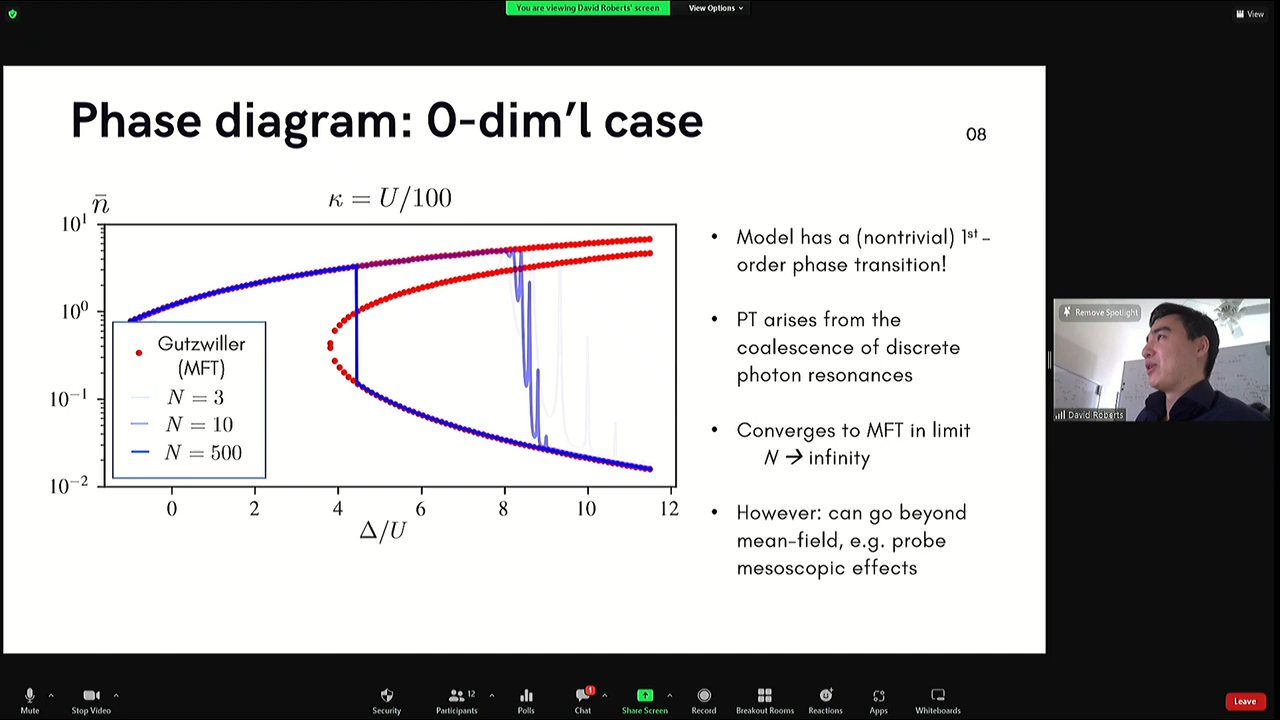 You are viewing David Roberts' screen
View Options
View
Phase diagram: 0-dim'l case
08
κ = U/100
n̄
10¹
10⁰
10⁻¹
10⁻²
Gutzwiller
(MFT)
N = 3
N = 10
N = 500
0 2 4 6 8 10 12
Δ/U
• Model has a (nontrivial) 1ˢᵗ –
order phase transition!
• PT arises from the
coalescence of discrete
photon resonances
• Converges to MFT in limit
N → infinity
• However: can go beyond
mean-field, e.g. probe
mesoscopic effects
Remove Spotlight
David Roberts
Mute
Stop Video
Security
Participants
12
Polls
Chat
1
Share Screen
Record
Breakout Rooms
Reactions
Apps
Whiteboards
Leave